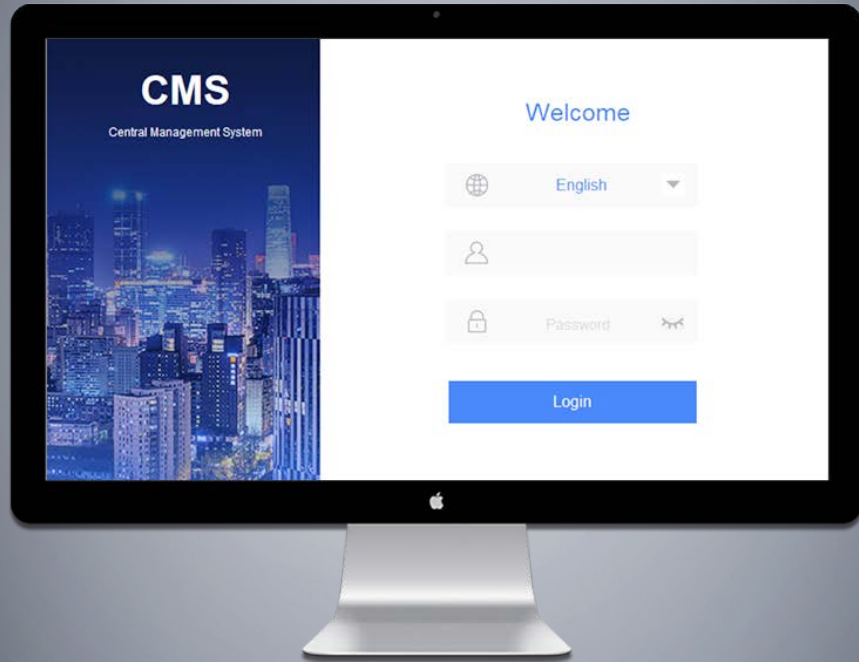 CMS
Central Management System
Welcome
English
Password
Login